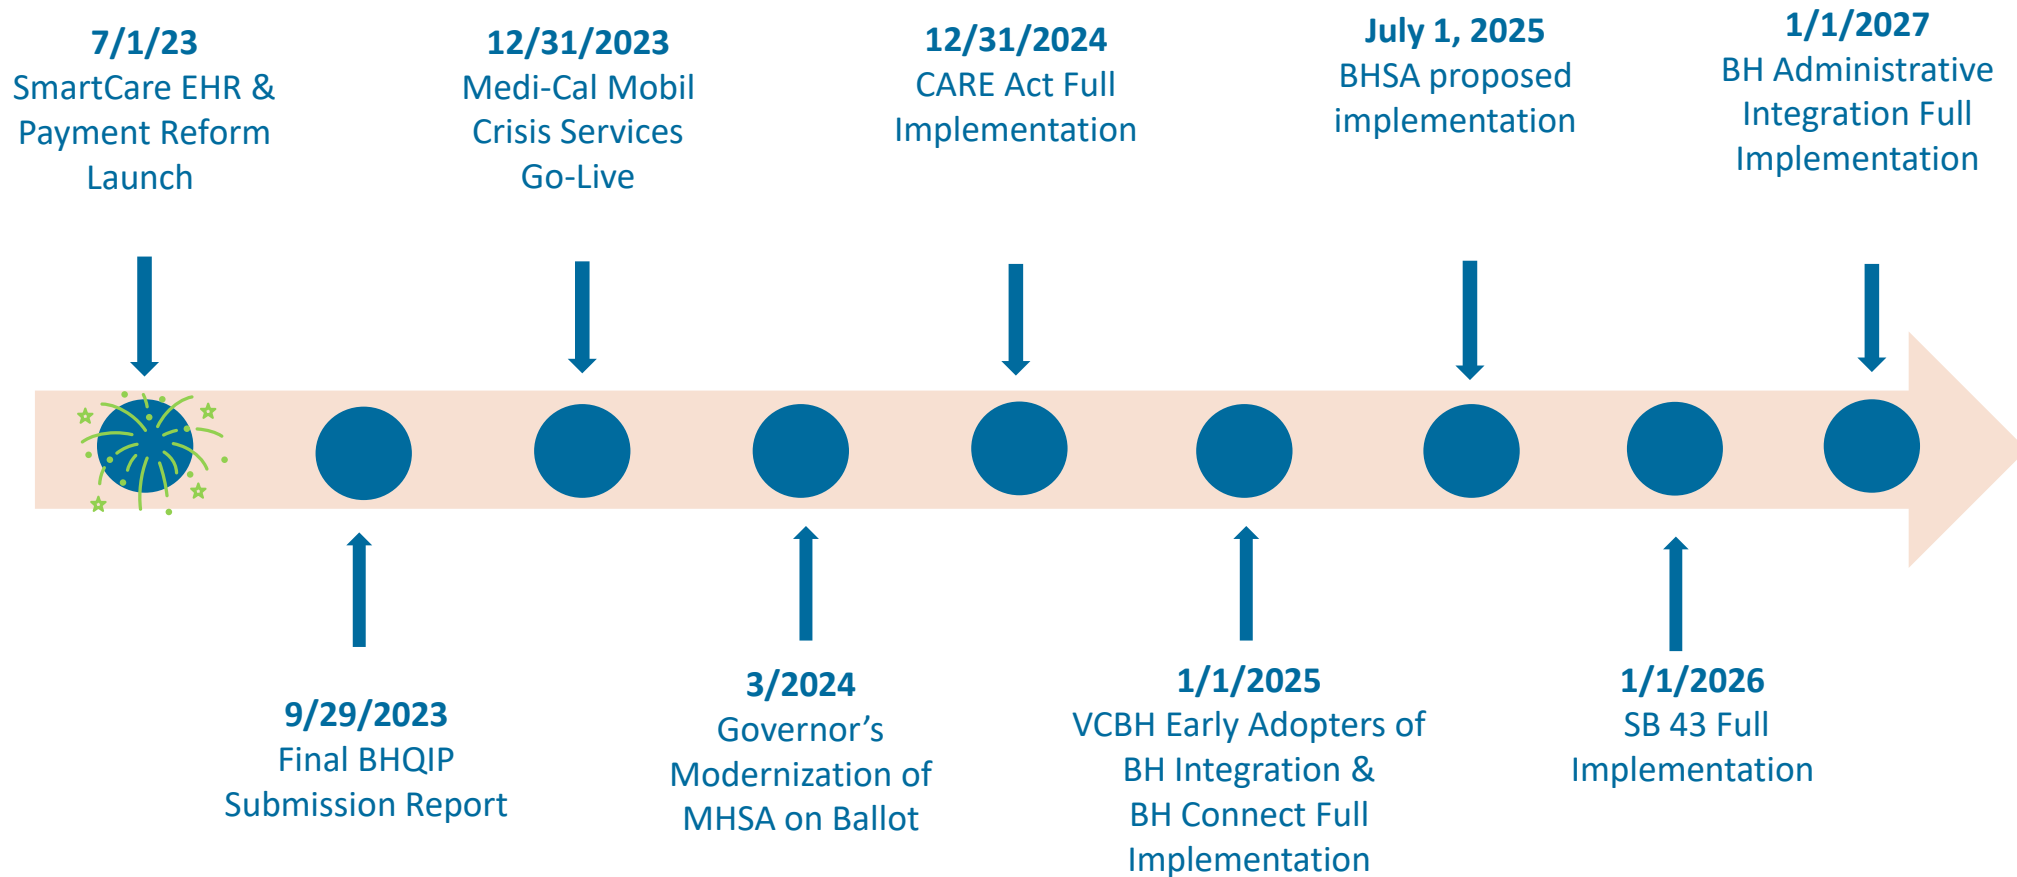 7/1/23
SmartCare EHR &
Payment Reform
Launch
12/31/2023
Medi-Cal Mobil
Crisis Services
Go-Live
12/31/2024
CARE Act Full
Implementation
July 1, 2025
BHSA proposed
implementation
1/1/2027
BH Administrative
Integration Full
Implementation
9/29/2023
Final BHQIP
Submission Report
3/2024
Governor’s
Modernization of
MHSA on Ballot
1/1/2025
VCBH Early Adopters of
BH Integration &
BH Connect Full
Implementation
1/1/2026
SB 43 Full
Implementation